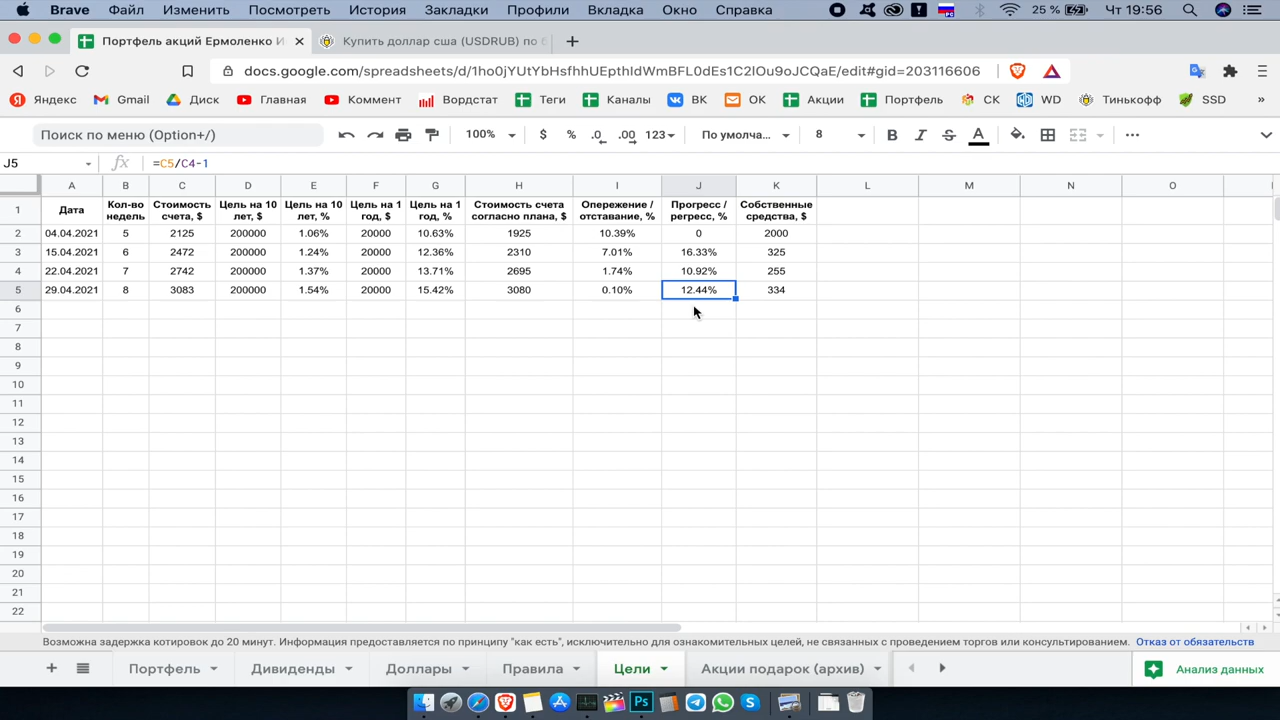 Brave Файл Изменить Посмотреть История Закладки Профили Вкладка Окно Справка 25 % Чт 19:56
Портфель акций Ермоленко И Купить доллар сша (USDRUB) по б
docs.google.com/spreadsheets/d/1ho0jYUtYbHsfhhUEpthIdWmBFL0dEs1C2lOu9oJCQaE/edit#gid=203116606
Яндекс Gmail Диск Главная Коммент Вордстат Теги Каналы ВК ОК Акции Портфель СК WD Тинькофф SSD »
Поиск по меню (Option+/) 100% $ % .0 .00 123 По умолча... 8 B I S A
J5 fx =C5/C4-1
A B C D E F G H I J K L M N O
1 Дата Кол-во недель Стоимость счета, $ Цель на 10 лет, $ Цель на 10 лет, % Цель на 1 год, $ Цель на 1 год, % Стоимость счета согласно плана, $ Опережение / отставание, % Прогресс / регресс, % Собственные средства, $
2 04.04.2021 5 2125 200000 1.06% 20000 10.63% 1925 10.39% 0 2000
3 15.04.2021 6 2472 200000 1.24% 20000 12.36% 2310 7.01% 16.33% 325
4 22.04.2021 7 2742 200000 1.37% 20000 13.71% 2695 1.74% 10.92% 255
5 29.04.2021 8 3083 200000 1.54% 20000 15.42% 3080 0.10% 12.44% 334
6
7
8
9
10
11
12
13
14
15
16
17
18
19
20
21
22
Возможна задержка котировок до 20 минут. Информация предоставляется по принципу "как есть", исключительно для ознакомительных целей, не связанных с проведением торгов или консультированием. Отказ от обязательств
Портфель Дивиденды Доллары Правила Цели Акции подарок (архив) Анализ данных
Ps